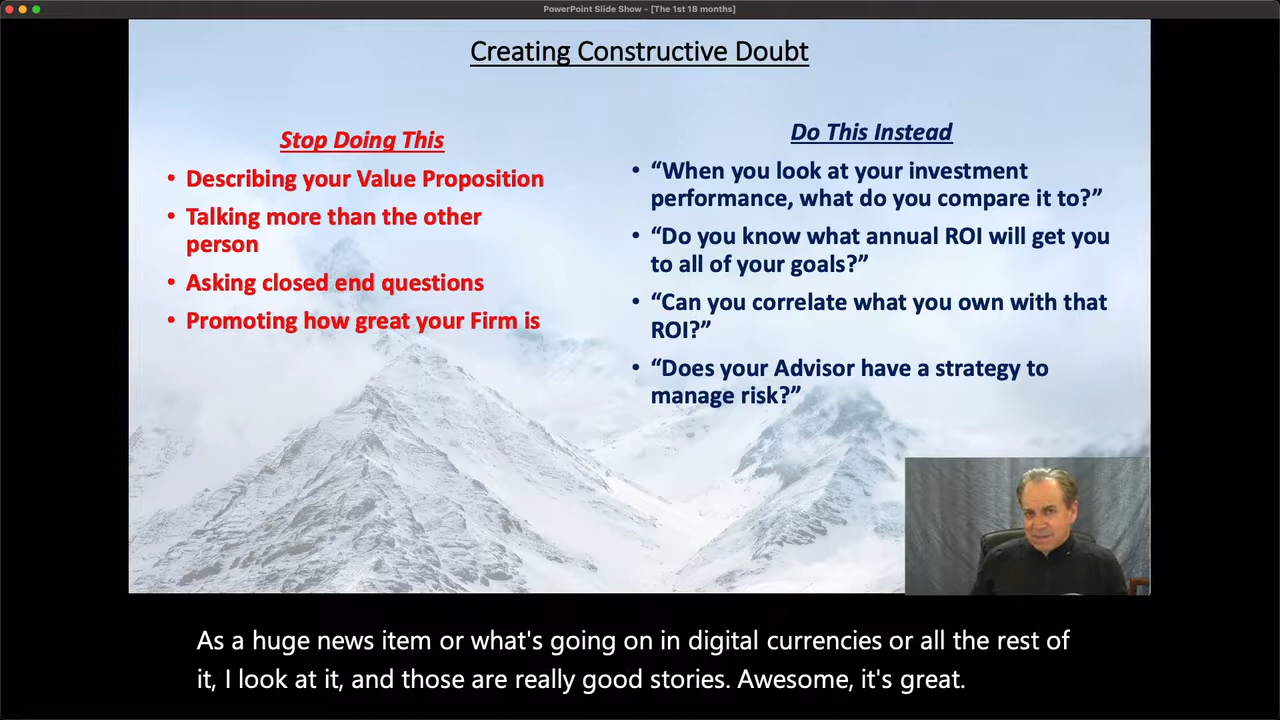 PowerPoint Slide Show - [The 1st 18 months]
Creating Constructive Doubt
Stop Doing This
• Describing your Value Proposition
• Talking more than the other
person
• Asking closed end questions
• Promoting how great your Firm is
Do This Instead
• “When you look at your investment
performance, what do you compare it to?”
• “Do you know what annual ROI will get you
to all of your goals?”
• “Can you correlate what you own with that
ROI?”
• “Does your Advisor have a strategy to
manage risk?”
As a huge news item or what's going on in digital currencies or all the rest of
it, I look at it, and those are really good stories. Awesome, it's great.